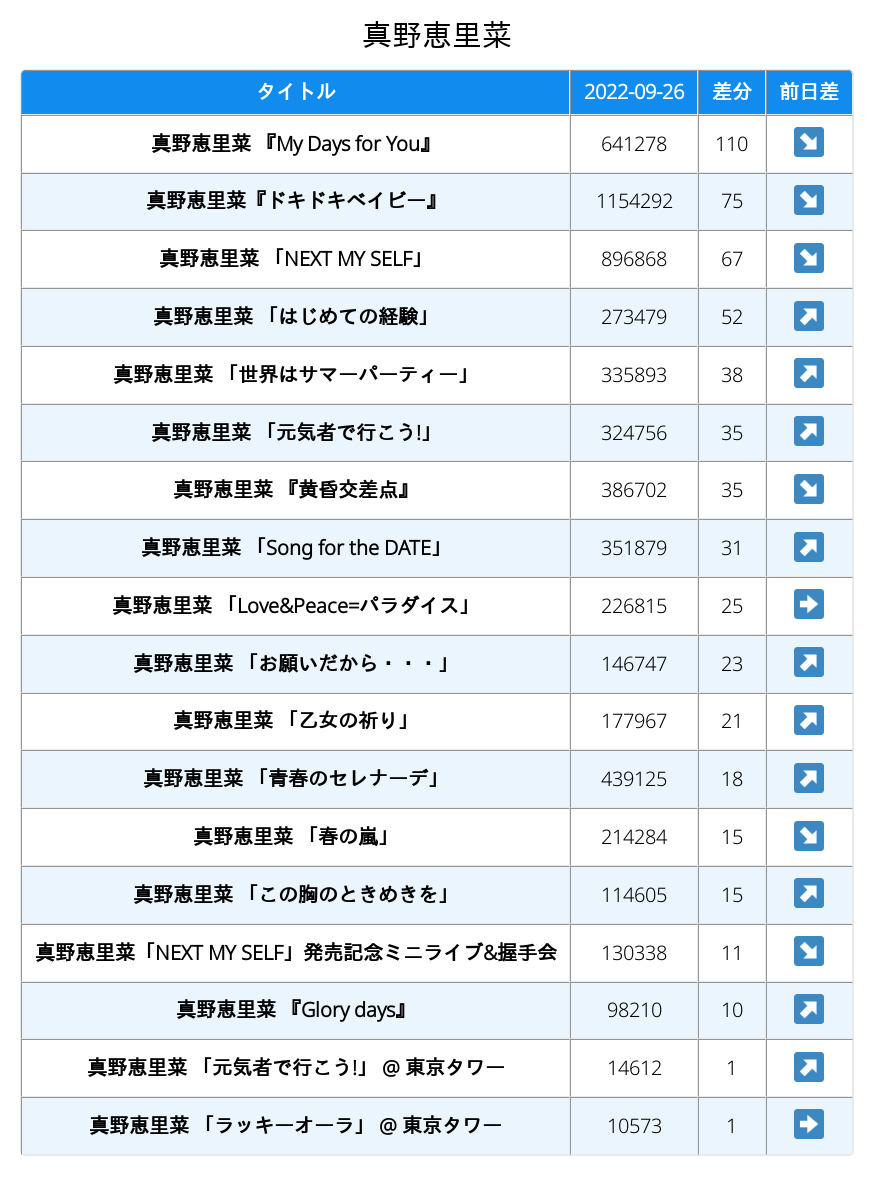 真野恵里菜
タイトル 2022-09-26 差分 前日差
真野恵里菜 『My Days for You』 641278 110 ↘
真野恵里菜『ドキドキベイビー』 1154292 75 ↘
真野恵里菜 「NEXT MY SELF」 896868 67 ↘
真野恵里菜 「はじめての経験」 273479 52 ↗
真野恵里菜 「世界はサマーパーティー」 335893 38 ↗
真野恵里菜 「元気者で行こう!」 324756 35 ↗
真野恵里菜 『黄昏交差点』 386702 35 ↘
真野恵里菜 「Song for the DATE」 351879 31 ↗
真野恵里菜 「Love&Peace=パラダイス」 226815 25 ➡
真野恵里菜 「お願いだから・・・」 146747 23 ↗
真野恵里菜 「乙女の祈り」 177967 21 ↗
真野恵里菜 「青春のセレナーデ」 439125 18 ↗
真野恵里菜 「春の嵐」 214284 15 ↘
真野恵里菜 「この胸のときめきを」 114605 15 ↗
真野恵里菜「NEXT MY SELF」発売記念ミニライブ&握手会 130338 11 ↘
真野恵里菜 『Glory days』 98210 10 ↗
真野恵里菜 「元気者で行こう!」 @ 東京タワー 14612 1 ↗
真野恵里菜 「ラッキーオーラ」 @ 東京タワー 10573 1 ➡